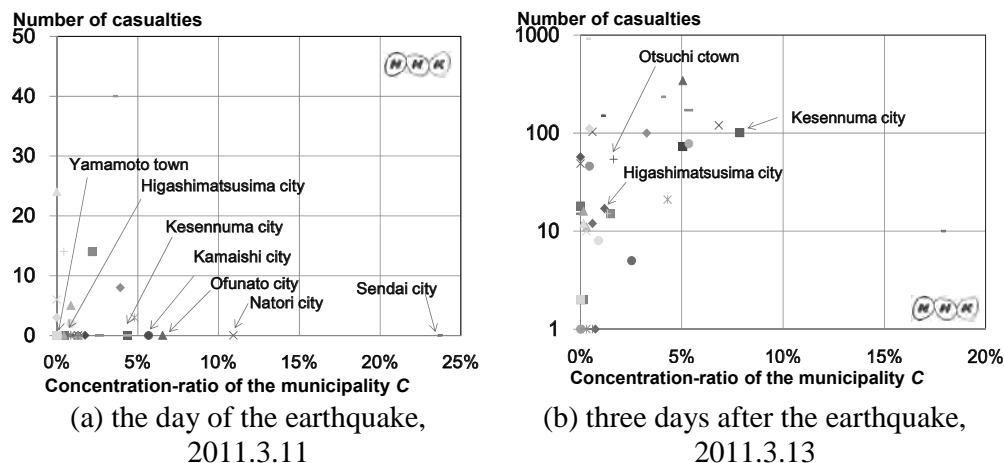 Number of casualties
50
40
30
20
10
0
NHK
Yamamoto town
Higashimatsusima city
Kesennuma city
Kamaishi city
Ofunato city
Natori city
Sendai city
0% 5% 10% 15% 20% 25%
Concentration-ratio of the municipality C
(a) the day of the earthquake,
2011.3.11
Number of casualties
1000
100
10
1
Otsuchi ctown
Kesennuma city
Higashimatsusima city
NHK
0% 5% 10% 15% 20%
Concentration-ratio of the municipality C
(b) three days after the earthquake,
2011.3.13